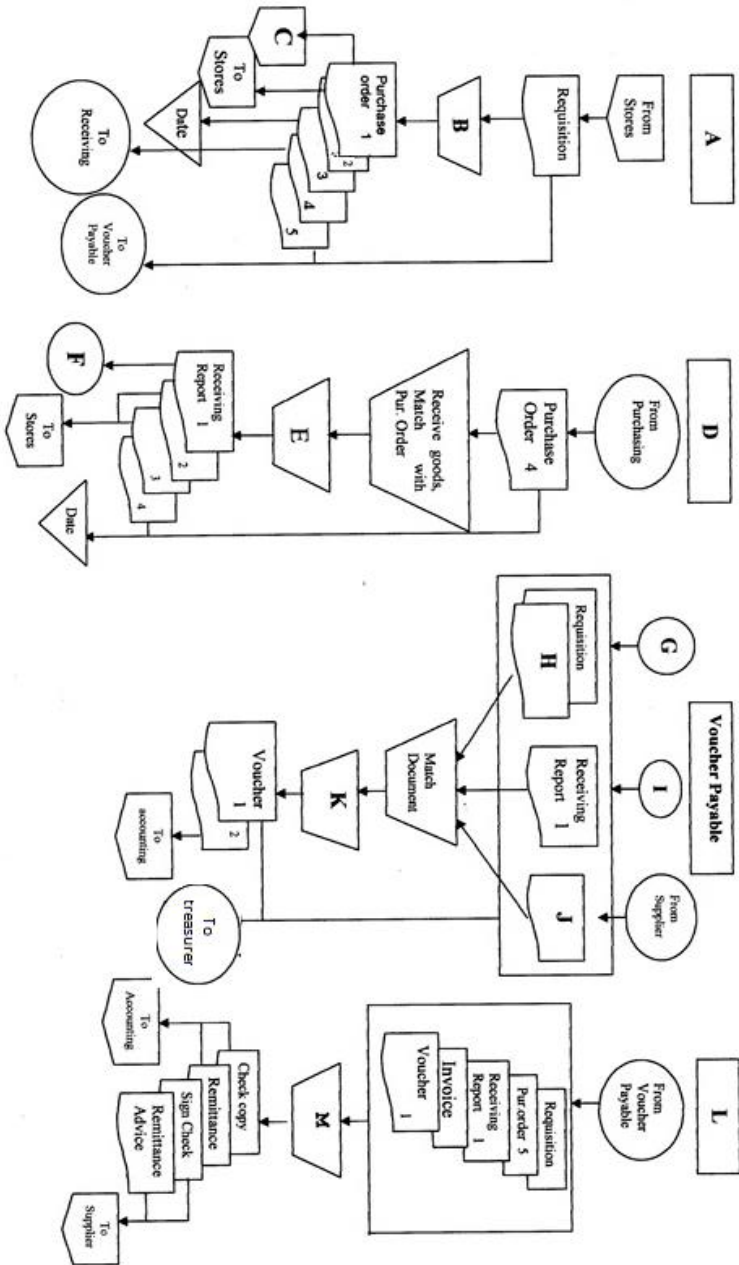 A
From
Stores
Requisition
B
Purchase
order 1
2
3
4
5
C
To
Stores
Date
To
Receiving
To
Voucher
Payable
D
From
Purchasing
Purchase
Order 4
Receive goods,
Match with
Pur. Order
E
Receiving
Report 1
2
3
4
F
To
Stores
Date
Voucher Payable
G
I
From
Supplier
Requisition
H
Receiving
Report 1
J
Match
Document
K
Voucher
1
2
To
accounting
To
treasurer
L
From
Voucher
Payable
Requisition
Pur order 5
Receiving
Report 1
Invoice
Voucher
1
M
Check copy
Remittance
Sign Check
Remittance
Advice
To
Accounting
To
Supplier